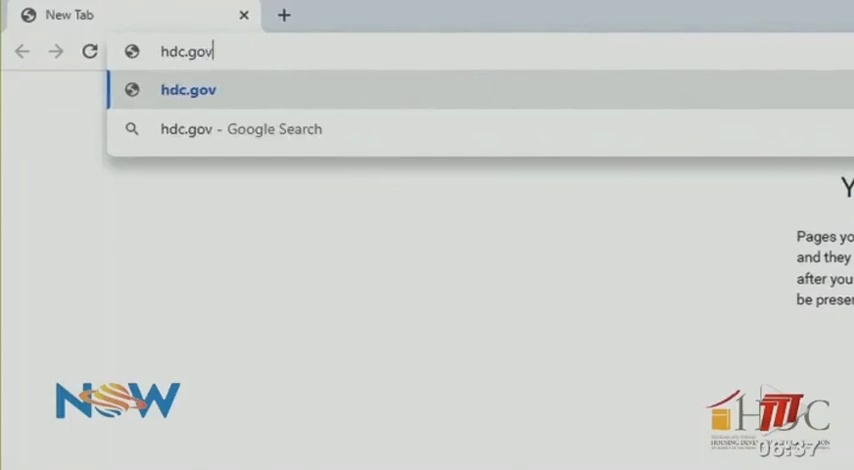 New Tab
hdc.gov
hdc.gov
hdc.gov - Google Search
Y
Pages yo
and they
after you
be preser
NOW
HDC
06:37